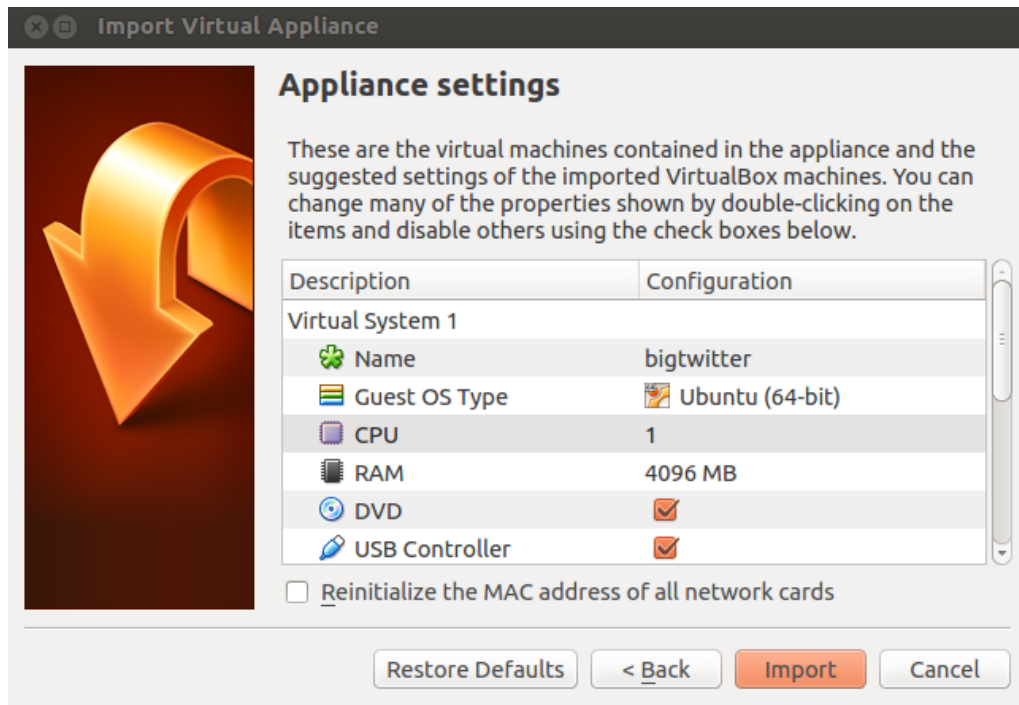 Import Virtual Appliance
Appliance settings
These are the virtual machines contained in the appliance and the
suggested settings of the imported VirtualBox machines. You can
change many of the properties shown by double-clicking on the
items and disable others using the check boxes below.
Description Configuration
Virtual System 1
Name bigtwitter
Guest OS Type Ubuntu (64-bit)
CPU 1
RAM 4096 MB
DVD
USB Controller
Reinitialize the MAC address of all network cards
Restore Defaults < Back Import Cancel